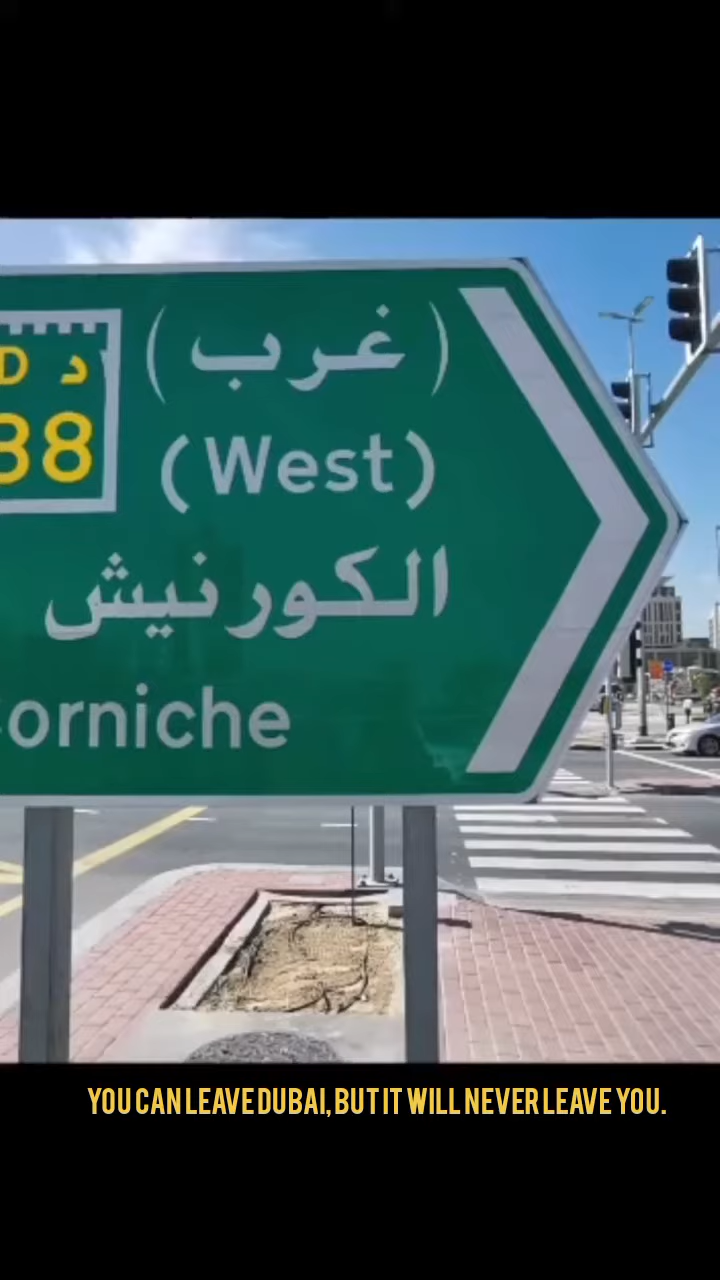 D د
88
(غرب)
(West)
الكورنيش
orniche
YOU CAN LEAVE DUBAI, BUT IT WILL NEVER LEAVE YOU.